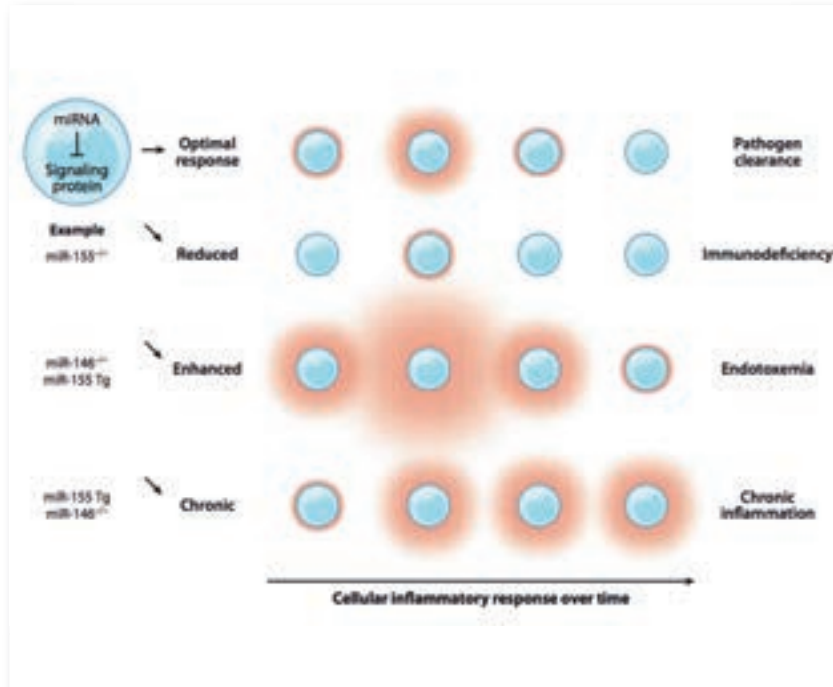 miRNA
Signaling
protein
Optimal
response
Pathogen
clearance
Example
miR-155⁻/⁻
Reduced
Immunodeficiency
miR-146⁻/⁻
miR-155 Tg
Enhanced
Endotoxemia
miR-155 Tg
miR-146⁻/⁻
Chronic
Chronic
inflammation
Cellular inflammatory response over time